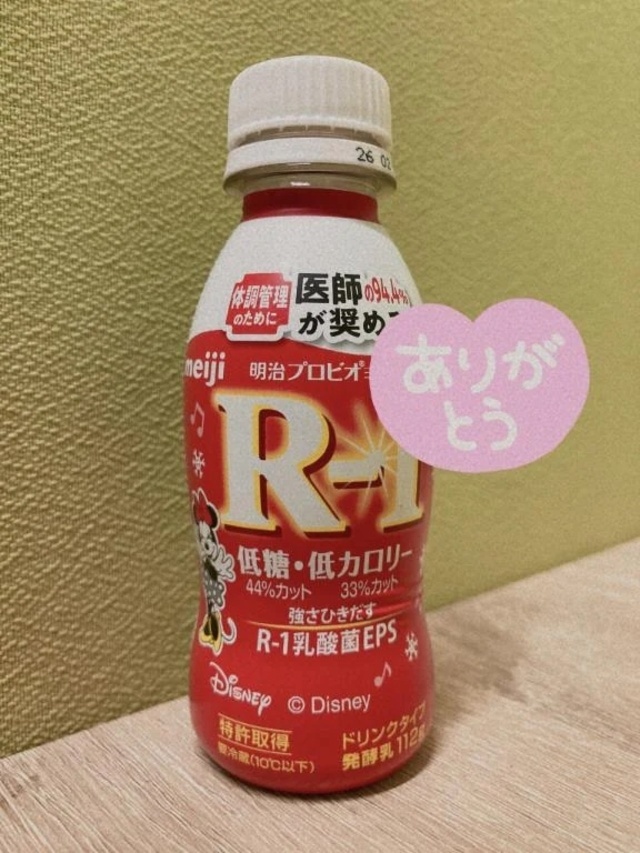 26 02
体調管理
のために
医師の94.4%
が奨め
meiji
明治プロビオ
ありが
とう
R-1
低糖・低カロリー
44%カット 33%カット
強さひきだす
R-1乳酸菌EPS
Disney © Disney
特許取得
要冷蔵(10℃以下)
ドリンクタイプ
発酵乳 112g